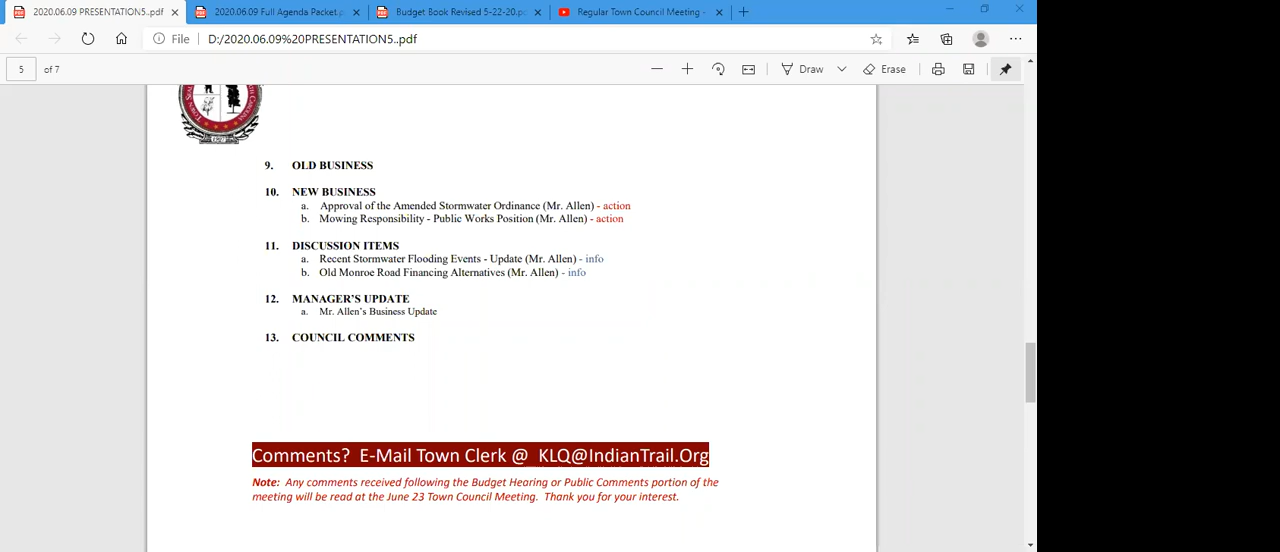 2020.06.09 PRESENTATION5..pdf
2020.06.09 Full Agenda Packet.p
Budget Book Revised 5-22-20.pd
Regular Town Council Meeting -
File D:/2020.06.09%20PRESENTATION5..pdf
5 of 7 Draw Erase
9. OLD BUSINESS
10. NEW BUSINESS
a. Approval of the Amended Stormwater Ordinance (Mr. Allen) - action
b. Mowing Responsibility - Public Works Position (Mr. Allen) - action
11. DISCUSSION ITEMS
a. Recent Stormwater Flooding Events - Update (Mr. Allen) - info
b. Old Monroe Road Financing Alternatives (Mr. Allen) - info
12. MANAGER'S UPDATE
a. Mr. Allen's Business Update
13. COUNCIL COMMENTS
Comments? E-Mail Town Clerk @ KLQ@IndianTrail.Org
Note: Any comments received following the Budget Hearing or Public Comments portion of the
meeting will be read at the June 23 Town Council Meeting. Thank you for your interest.